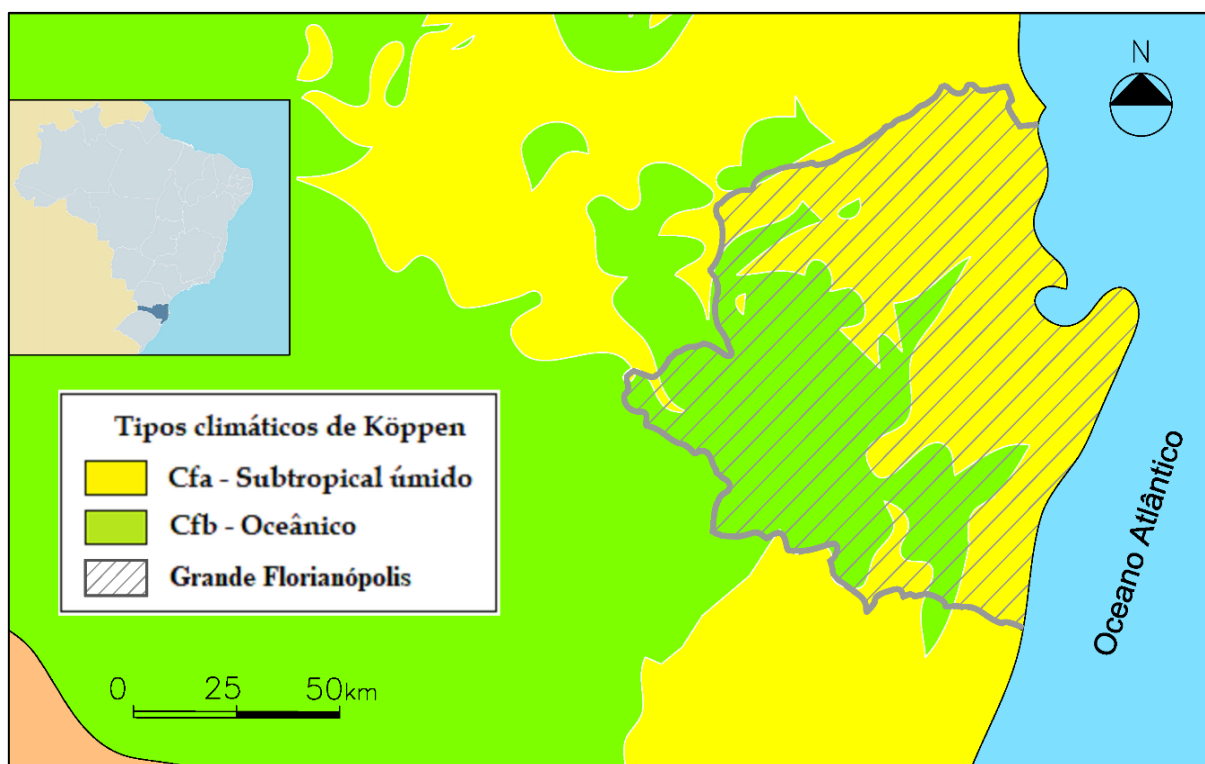 N
Tipos climáticos de Köppen
Cfa - Subtropical úmido
Cfb - Oceânico
Grande Florianópolis
0 25 50km
Oceano Atlântico